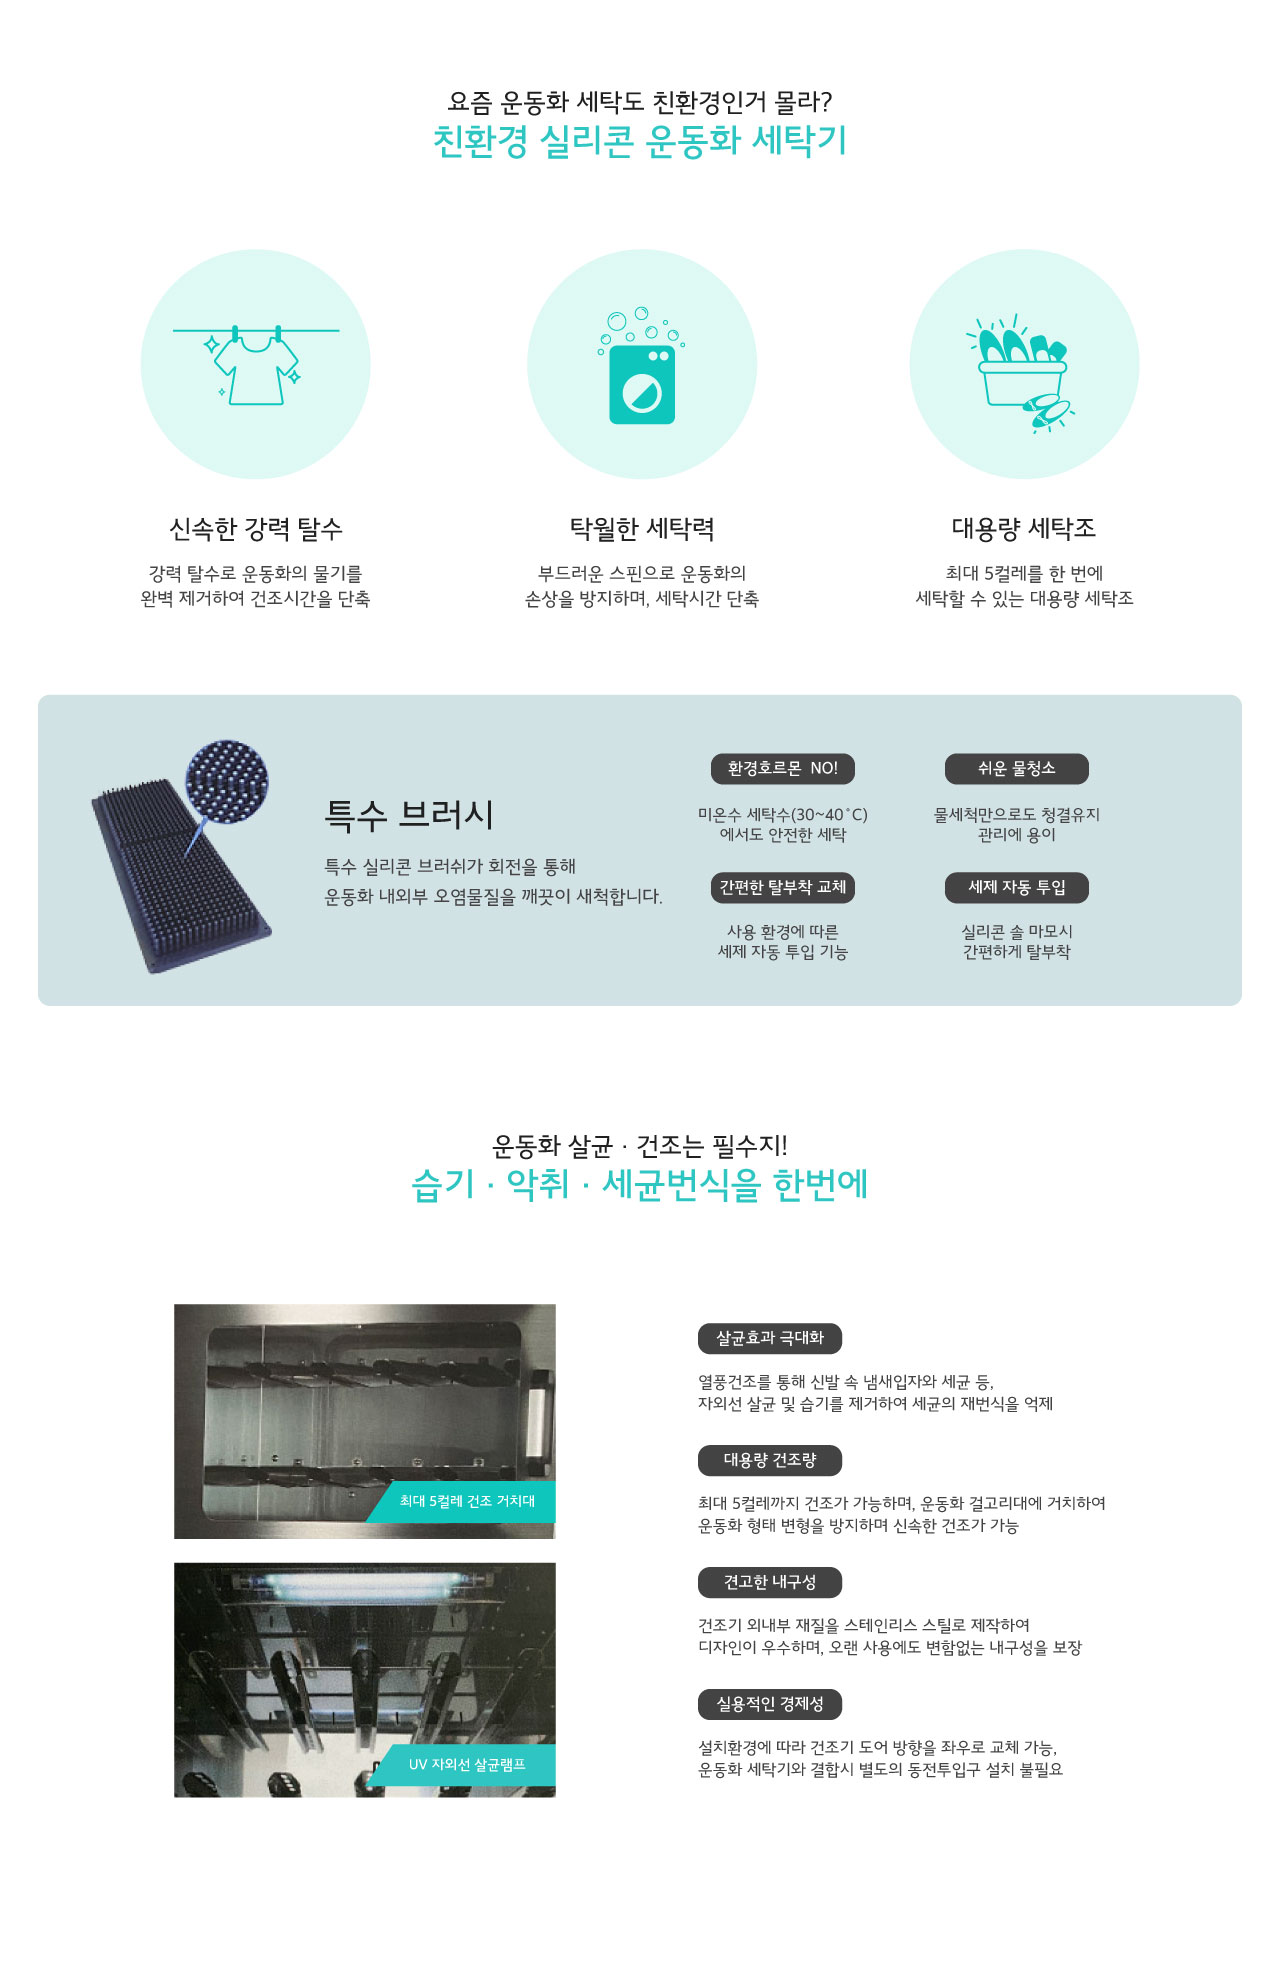 요즘 운동화 세탁도 친환경인거 몰라?
친환경 실리콘 운동화 세탁기
신속한 강력 탈수
강력 탈수로 운동화의 물기를
완벽 제거하여 건조시간을 단축
탁월한 세탁력
부드러운 스핀으로 운동화의
손상을 방지하며, 세탁시간 단축
대용량 세탁조
최대 5컬레를 한 번에
세탁할 수 있는 대용량 세탁조
특수 브러시
특수 실리콘 브러쉬가 회전을 통해
운동화 내외부 오염물질을 깨끗이 새척합니다.
환경호르몬 NO!
미온수 세탁수(30~40˚C)
에서도 안전한 세탁
쉬운 물청소
물세척만으로도 청결유지
관리에 용이
간편한 탈부착 교체
사용 환경에 따른
세제 자동 투입 기능
세제 자동 투입
실리콘 솔 마모시
간편하게 탈부착
운동화 살균 · 건조는 필수지!
습기 · 악취 · 세균번식을 한번에
최대 5컬레 건조 거치대
UV 자외선 살균램프
살균효과 극대화
열풍건조를 통해 신발 속 냄새입자와 세균 등,
자외선 살균 및 습기를 제거하여 세균의 재번식을 억제
대용량 건조량
최대 5컬레까지 건조가 가능하며, 운동화 걸고리대에 거치하여
운동화 형태 변형을 방지하며 신속한 건조가 가능
견고한 내구성
건조기 외내부 재질을 스테인리스 스틸로 제작하여
디자인이 우수하며, 오랜 사용에도 변함없는 내구성을 보장
실용적인 경제성
설치환경에 따라 건조기 도어 방향을 좌우로 교체 가능,
운동화 세탁기와 결합시 별도의 동전투입구 설치 불필요